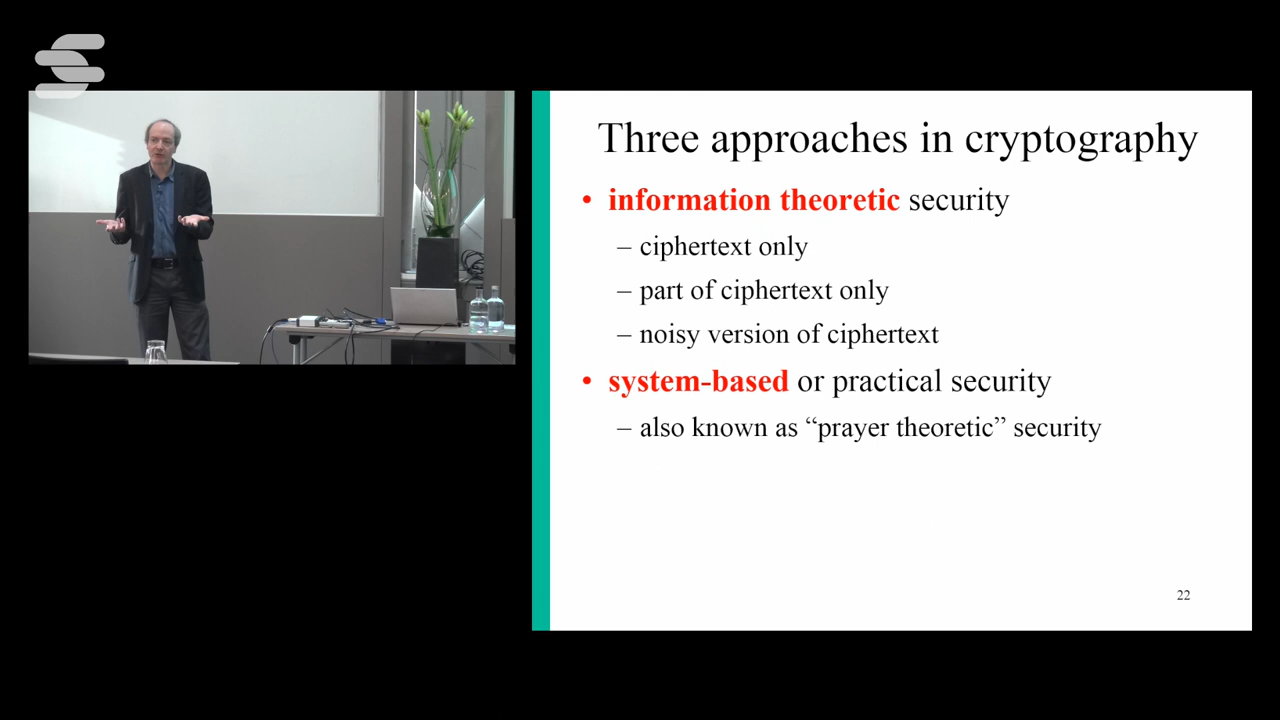 Three approaches in cryptography
• information theoretic security
– ciphertext only
– part of ciphertext only
– noisy version of ciphertext
• system-based or practical security
– also known as “prayer theoretic” security
22